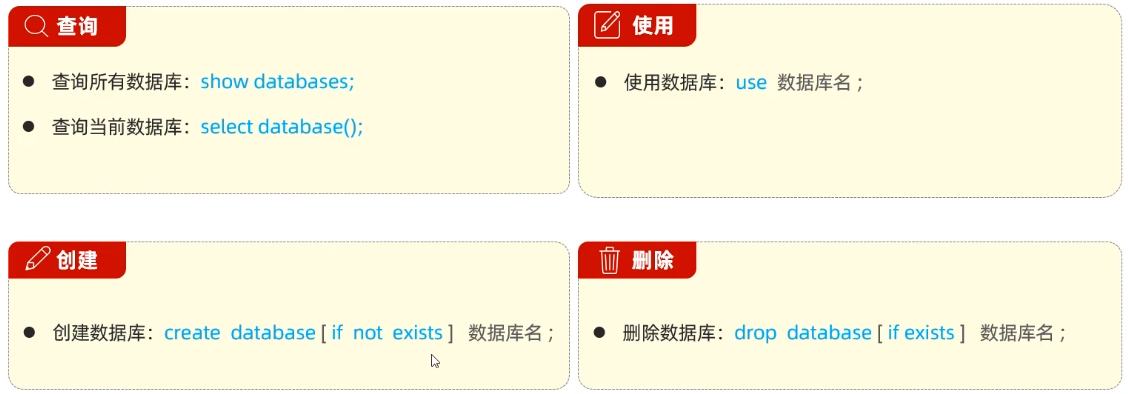 查询
查询所有数据库：show databases;
查询当前数据库：select database();
使用
使用数据库：use 数据库名 ;
创建
创建数据库：create database [ if not exists ] 数据库名 ;
删除
删除数据库：drop database [ if exists ] 数据库名 ;